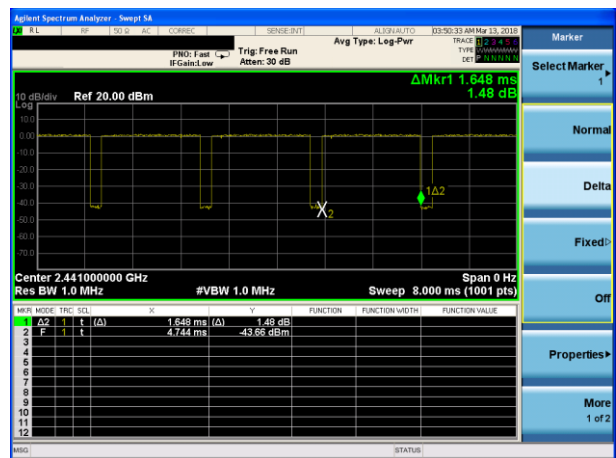 Agilent Spectrum Analyzer - Swept SA
RL RF 50 Ω AC CORREC SENSE:INT ALIGNAUTO 03:50:33 AM Mar 13, 2018
PNO: Fast Trig: Free Run Avg Type: Log-Pwr TRACE 1 2 3 4 5 6
IFGain:Low Atten: 30 dB TYPE
DET P N N N N N
ΔMkr1 1.648 ms
1.48 dB
10 dB/div Ref 20.00 dBm
Log
10.0
0.00
-10.0
-20.0
-30.0
-40.0
-50.0
-60.0
-70.0
1Δ2
X2
Center 2.441000000 GHz Span 0 Hz
Res BW 1.0 MHz #VBW 1.0 MHz Sweep 8.000 ms (1001 pts)
MKR MODE TRC SCL X Y FUNCTION FUNCTION WIDTH FUNCTION VALUE
1 Δ2 1 t (Δ) 1.648 ms (Δ) 1.48 dB
2 F 1 t 4.744 ms -43.66 dBm
3
4
5
6
7
8
9
10
11
12
MSG STATUS
Marker
Select Marker
1
Normal
Delta
Fixed
Off
Properties
More
1 of 2